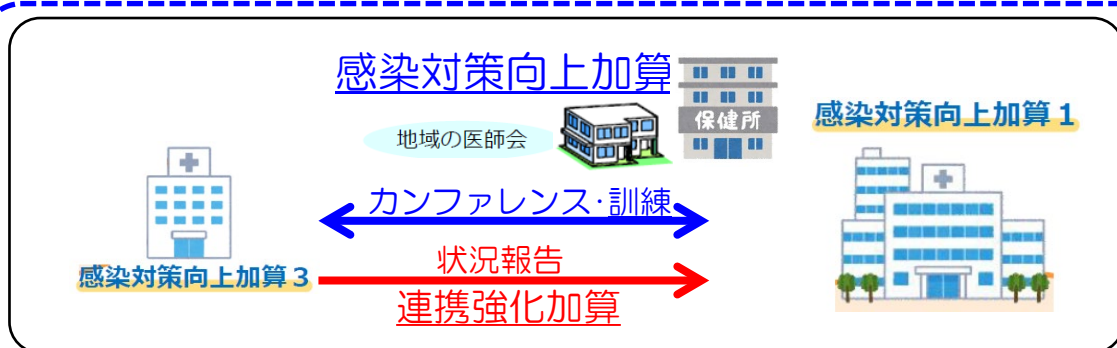 感染対策向上加算
保健所
地域の医師会
感染対策向上加算1
カンファレンス・訓練
感染対策向上加算3
状況報告
連携強化加算